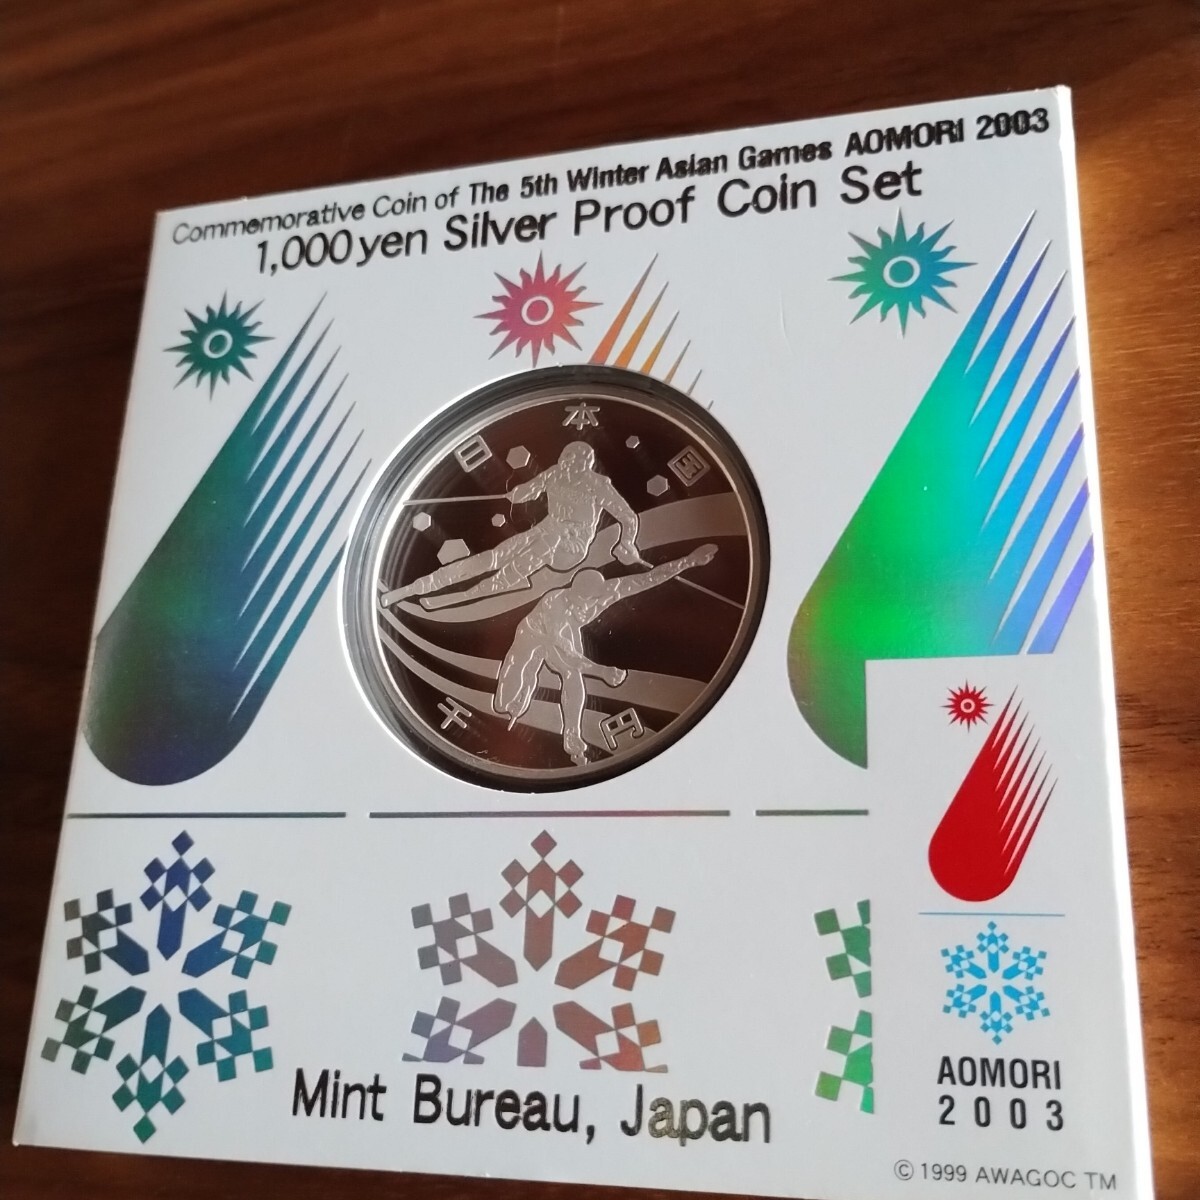 Commemorative Coin of The 5th Winter Asian Games AOMORI 2003
1,000yen Silver Proof Coin Set
日本国
千円
AOMORI
2003
Mint Bureau, Japan
© 1999 AWAGOC TM